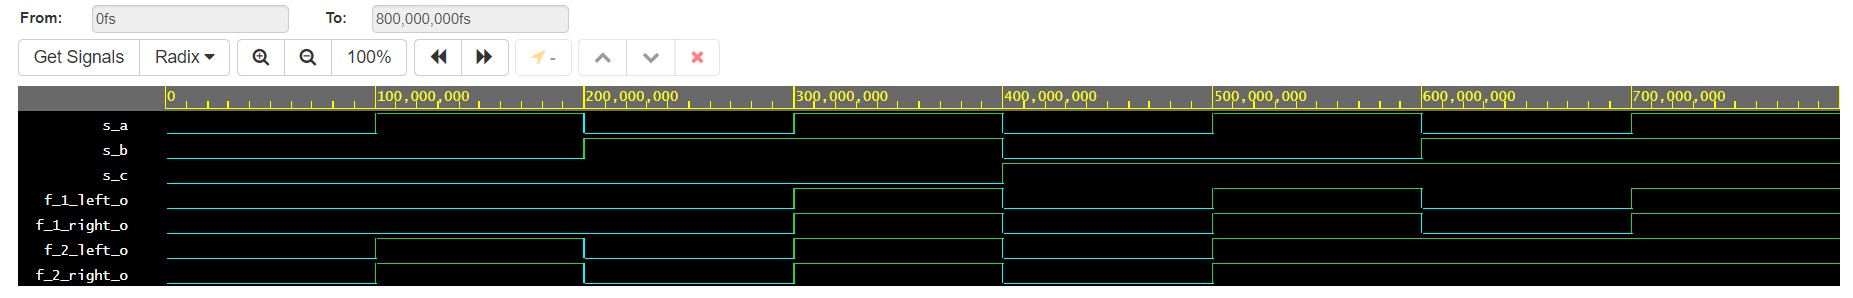 From: 0fs To: 800,000,000fs
Get Signals Radix 100% -
0 100,000,000 200,000,000 300,000,000 400,000,000 500,000,000 600,000,000 700,000,000
s_a
s_b
s_c
f_1_left_o
f_1_right_o
f_2_left_o
f_2_right_o